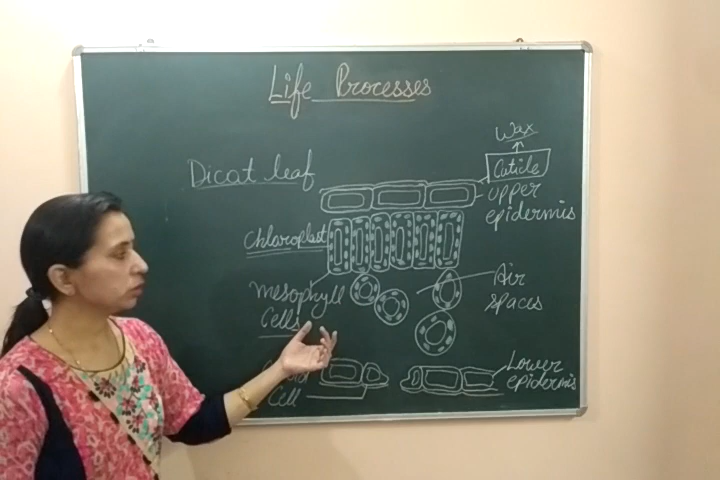 Life Processes
Wax
Cuticle
Dicat leaf
Upper
epidermis
Chloroplast
Mesophyll
Cells
Air
spaces
Lower
epidermis
Cell